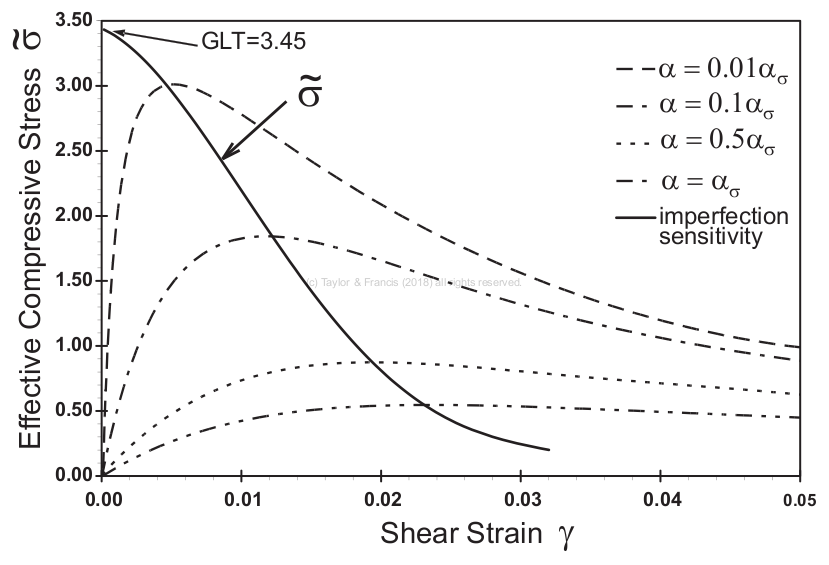 3.50
3.00
2.50
2.00
1.50
1.00
0.50
0.00
Effective Compressive Stress σ̃
GLT=3.45
σ̃
α = 0.01α_σ
α = 0.1α_σ
α = 0.5α_σ
α = α_σ
imperfection
sensitivity
(c) Taylor & Francis (2018) all rights reserved.
0.00 0.01 0.02 0.03 0.04 0.05
Shear Strain γ